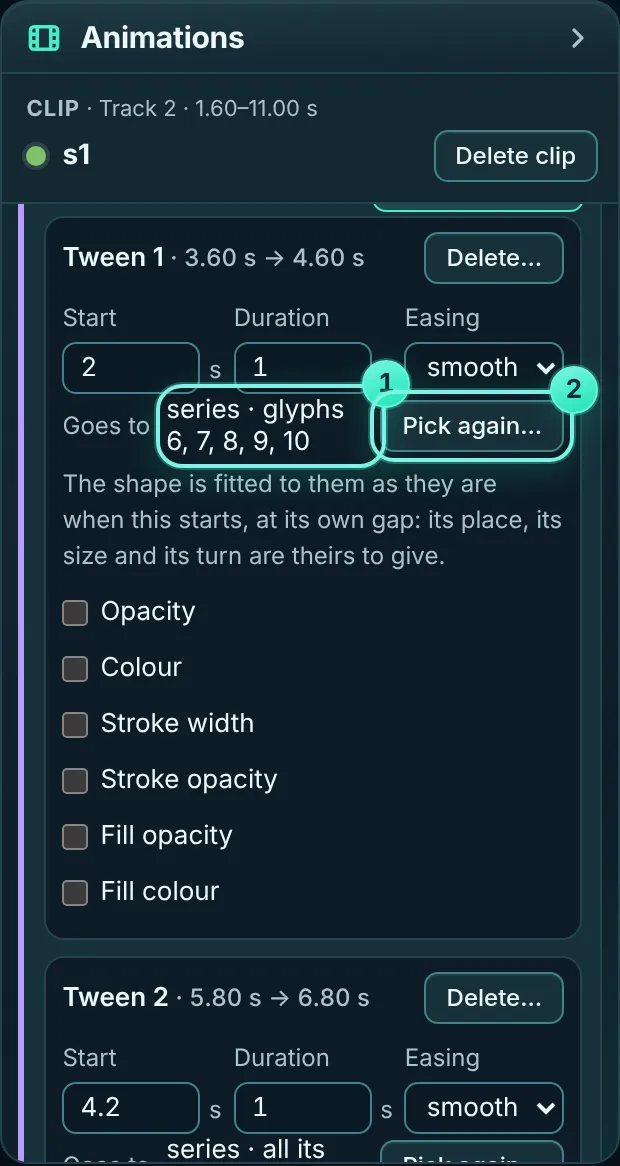 Animations
CLIP · Track 2 · 1.60–11.00 s
s1
Delete clip
Tween 1 · 3.60 s → 4.60 s
Delete...
Start
Duration
Easing
2
s
1
smooth
1
2
Goes to
series · glyphs
6, 7, 8, 9, 10
Pick again...
The shape is fitted to them as they are
when this starts, at its own gap: its place, its
size and its turn are theirs to give.
Opacity
Colour
Stroke width
Stroke opacity
Fill opacity
Fill colour
Tween 2 · 5.80 s → 6.80 s
Delete...
Start
Duration
Easing
4.2
s
1
s
smooth
Goes to
series · all its
Pick again...